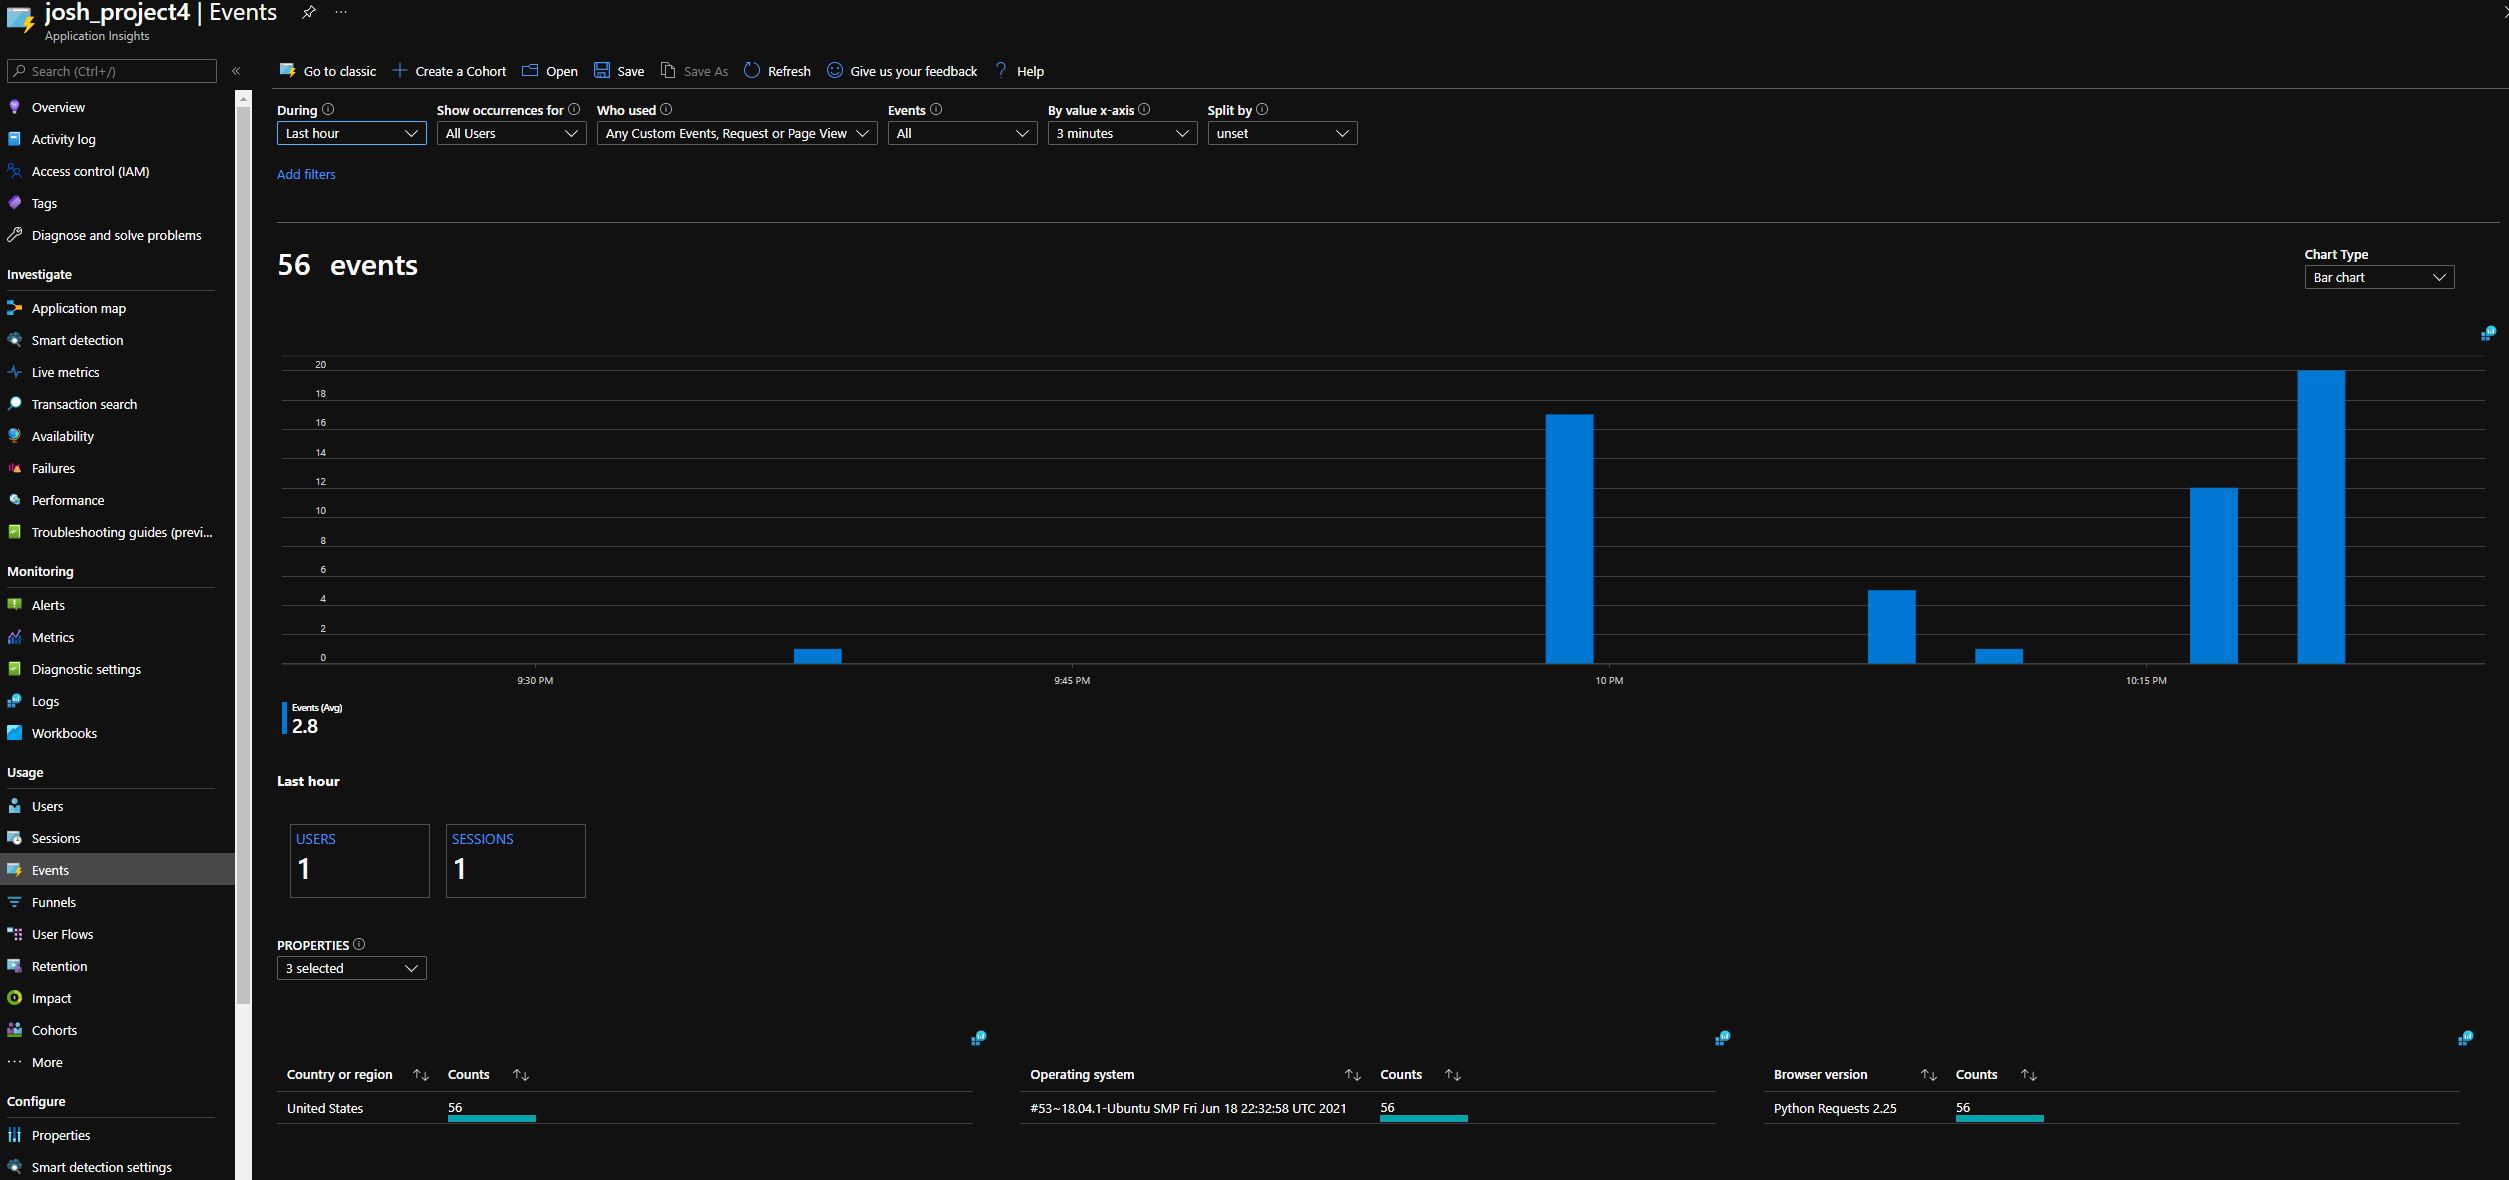 josh_project4 | Events
Application Insights
Search (Ctrl+/)
Overview
Activity log
Access control (IAM)
Tags
Diagnose and solve problems
Investigate
Application map
Smart detection
Live metrics
Transaction search
Availability
Failures
Performance
Troubleshooting guides (previ...
Monitoring
Alerts
Metrics
Diagnostic settings
Logs
Workbooks
Usage
Users
Sessions
Events
Funnels
User Flows
Retention
Impact
Cohorts
More
Configure
Properties
Smart detection settings
Go to classic Create a Cohort Open Save Save As Refresh Give us your feedback Help
During Show occurrences for Who used Events By value x-axis Split by
Last hour All Users Any Custom Events, Request or Page View All 3 minutes unset
Add filters
56 events
Chart Type
Bar chart
20
18
16
14
12
10
8
6
4
2
0
9:30 PM 9:45 PM 10 PM 10:15 PM
Events (Avg)
2.8
Last hour
USERS SESSIONS
1 1
PROPERTIES
3 selected
Country or region Counts Operating system Counts Browser version Counts
United States 56 #53~18.04.1-Ubuntu SMP Fri Jun 18 22:32:58 UTC 2021 56 Python Requests 2.25 56